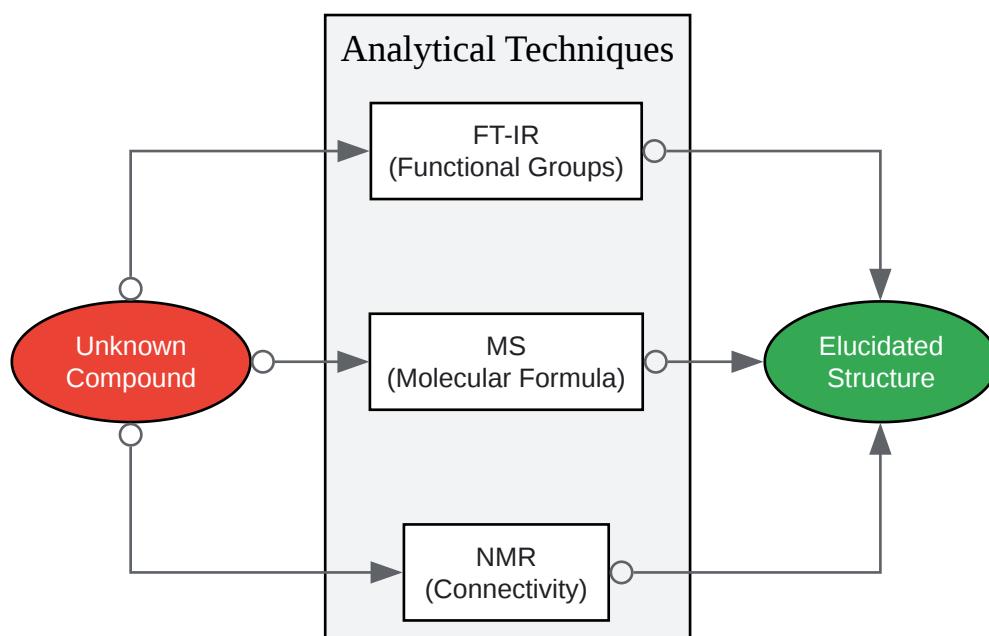 Analytical Techniques
FT-IR
(Functional Groups)
Unknown
Compound
MS
(Molecular Formula)
Elucidated
Structure
NMR
(Connectivity)